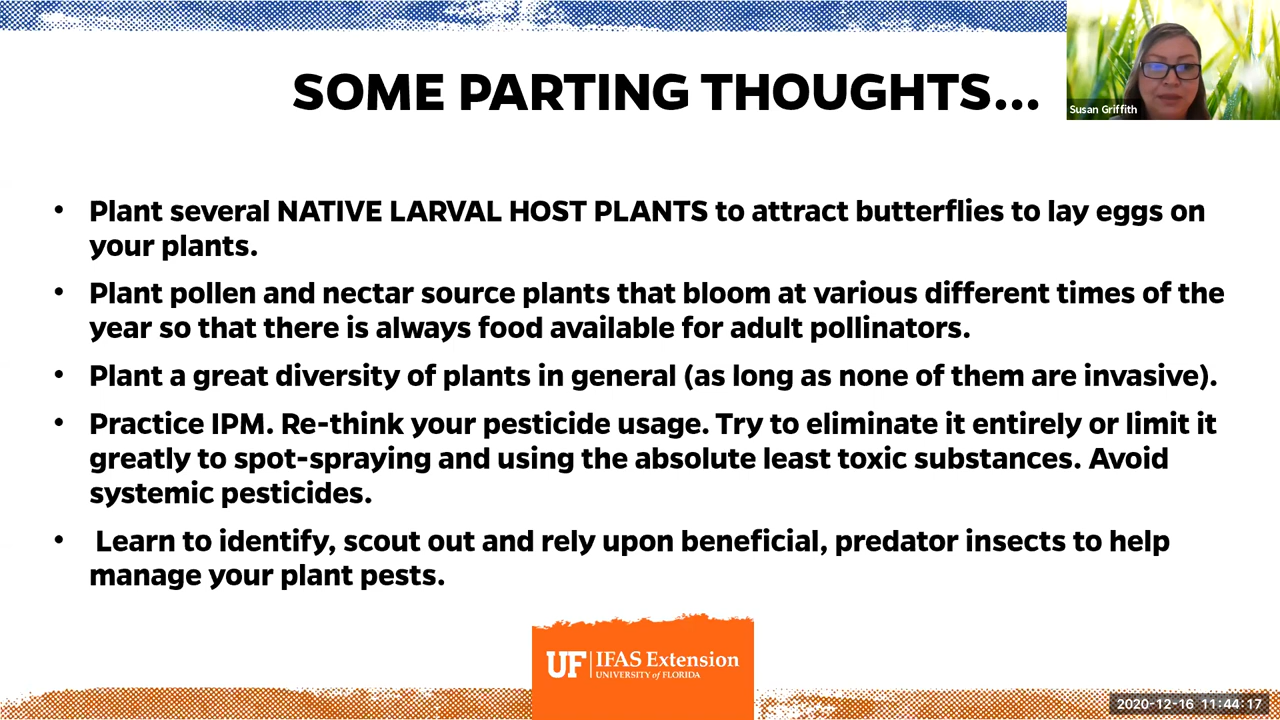 SOME PARTING THOUGHTS...
Susan Griffith
• Plant several NATIVE LARVAL HOST PLANTS to attract butterflies to lay eggs on
your plants.
• Plant pollen and nectar source plants that bloom at various different times of the
year so that there is always food available for adult pollinators.
• Plant a great diversity of plants in general (as long as none of them are invasive).
• Practice IPM. Re-think your pesticide usage. Try to eliminate it entirely or limit it
greatly to spot-spraying and using the absolute least toxic substances. Avoid
systemic pesticides.
• Learn to identify, scout out and rely upon beneficial, predator insects to help
manage your plant pests.
UF | IFAS Extension
UNIVERSITY of FLORIDA
2020-12-16 11:44:17